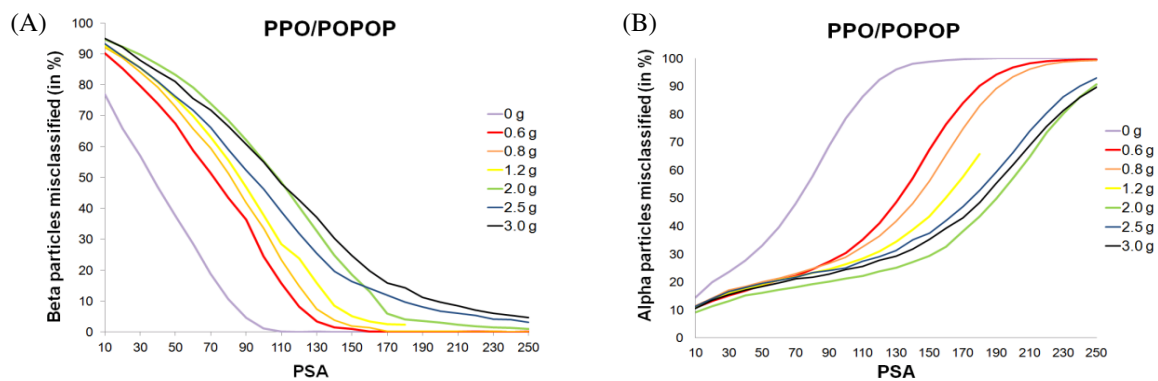 (A)
PPO/POPOP
Beta particles misclassified (in %)
100
90
80
70
60
50
40
30
20
10
0
10 30 50 70 90 110 130 150 170 190 210 230 250
PSA
0 g
0.6 g
0.8 g
1.2 g
2.0 g
2.5 g
3.0 g
(B)
PPO/POPOP
Alpha particles misclassified (in %)
100
90
80
70
60
50
40
30
20
10
0
10 30 50 70 90 110 130 150 170 190 210 230 250
PSA
0 g
0.6 g
0.8 g
1.2 g
2.0 g
2.5 g
3.0 g